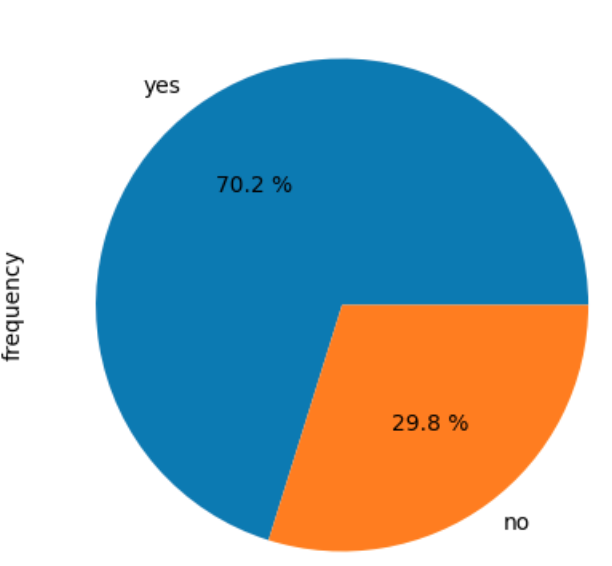 yes
70.2 %
frequency
29.8 %
no